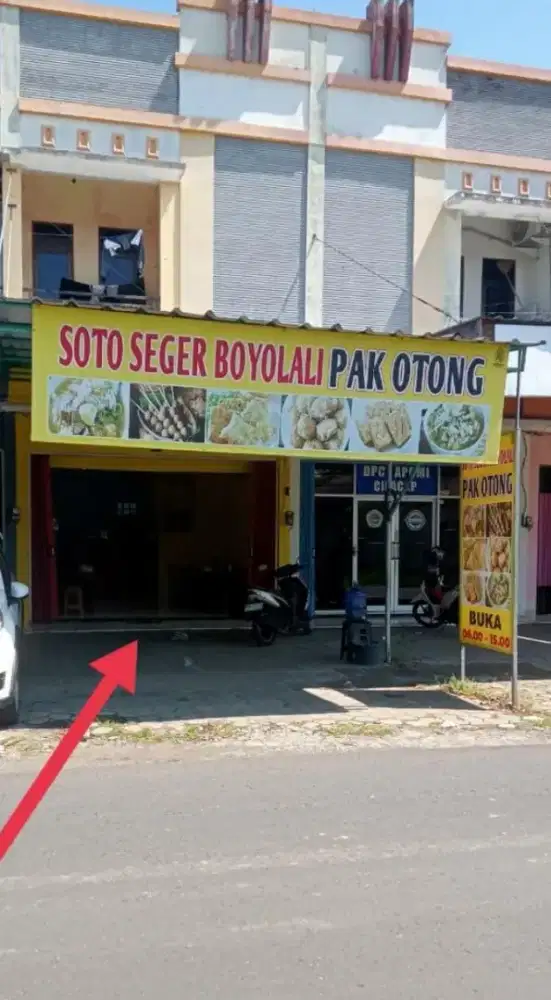 SOTO SEGER BOYOLALI PAK OTONG
PAK OTONG
BUKA
06.00 - 15.00